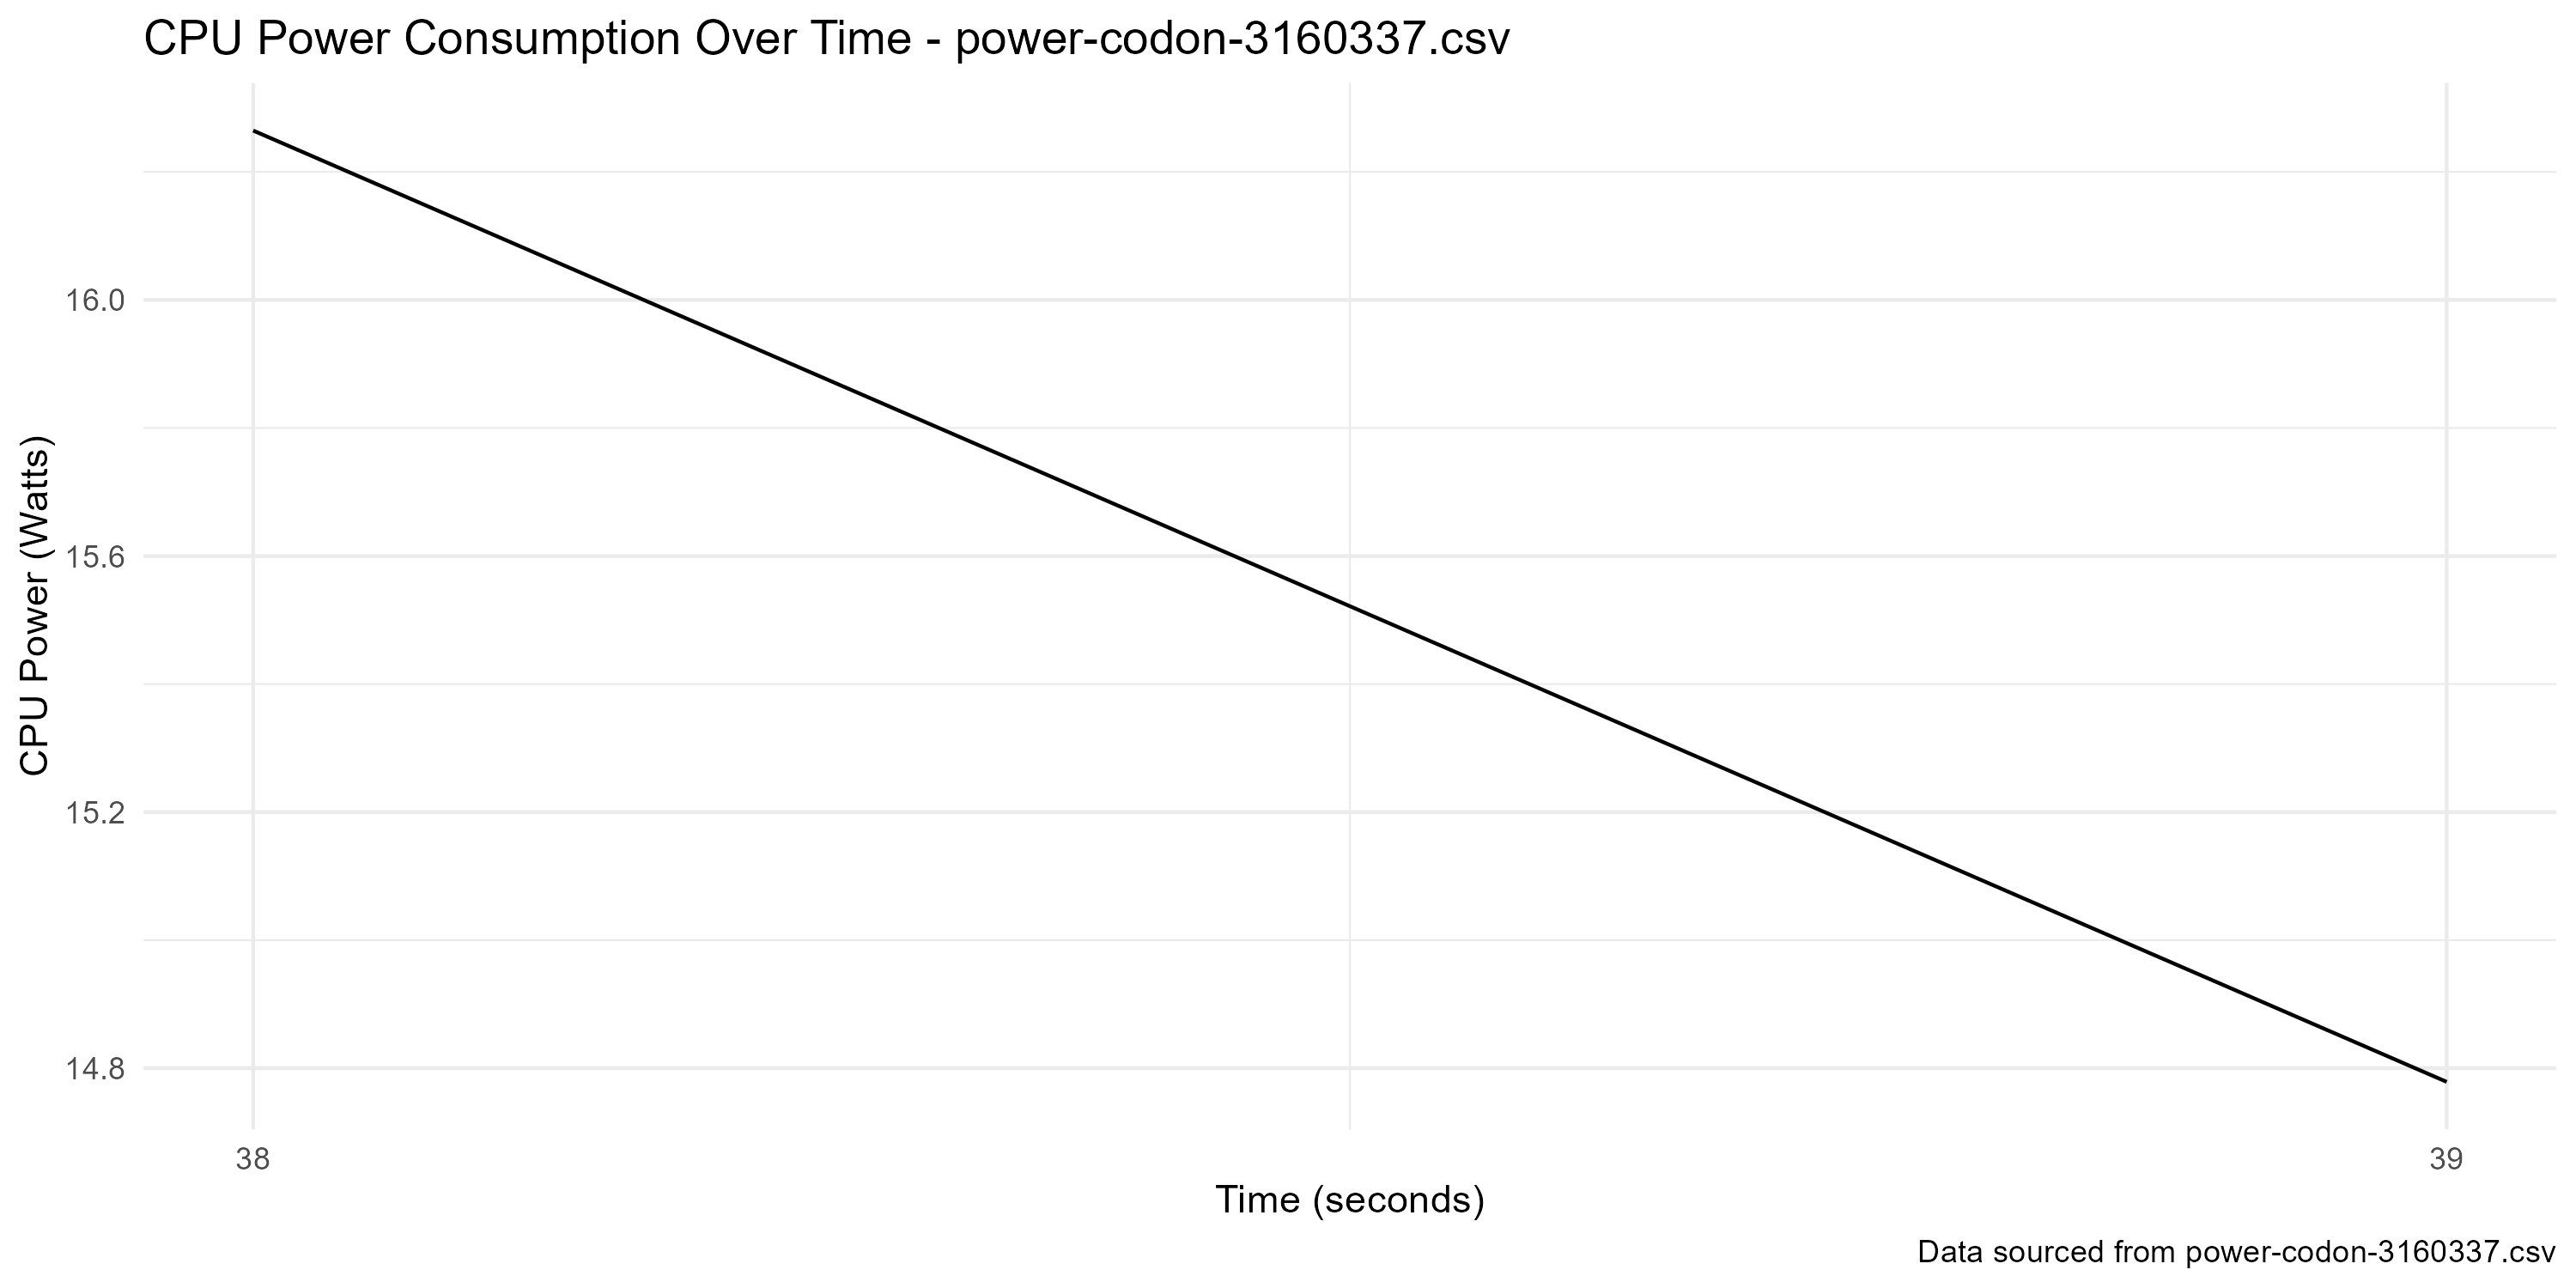 CPU Power Consumption Over Time - power-codon-3160337.csv
CPU Power (Watts)
16.0
15.6
15.2
14.8
38
39
Time (seconds)
Data sourced from power-codon-3160337.csv